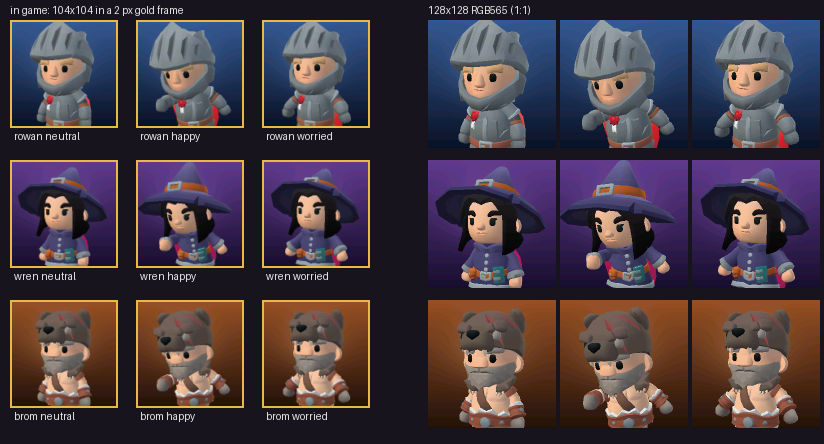 in game: 104x104 in a 2 px gold frame
128x128 RGB565 (1:1)
rowan neutral
rowan happy
rowan worried
wren neutral
wren happy
wren worried
brom neutral
brom happy
brom worried